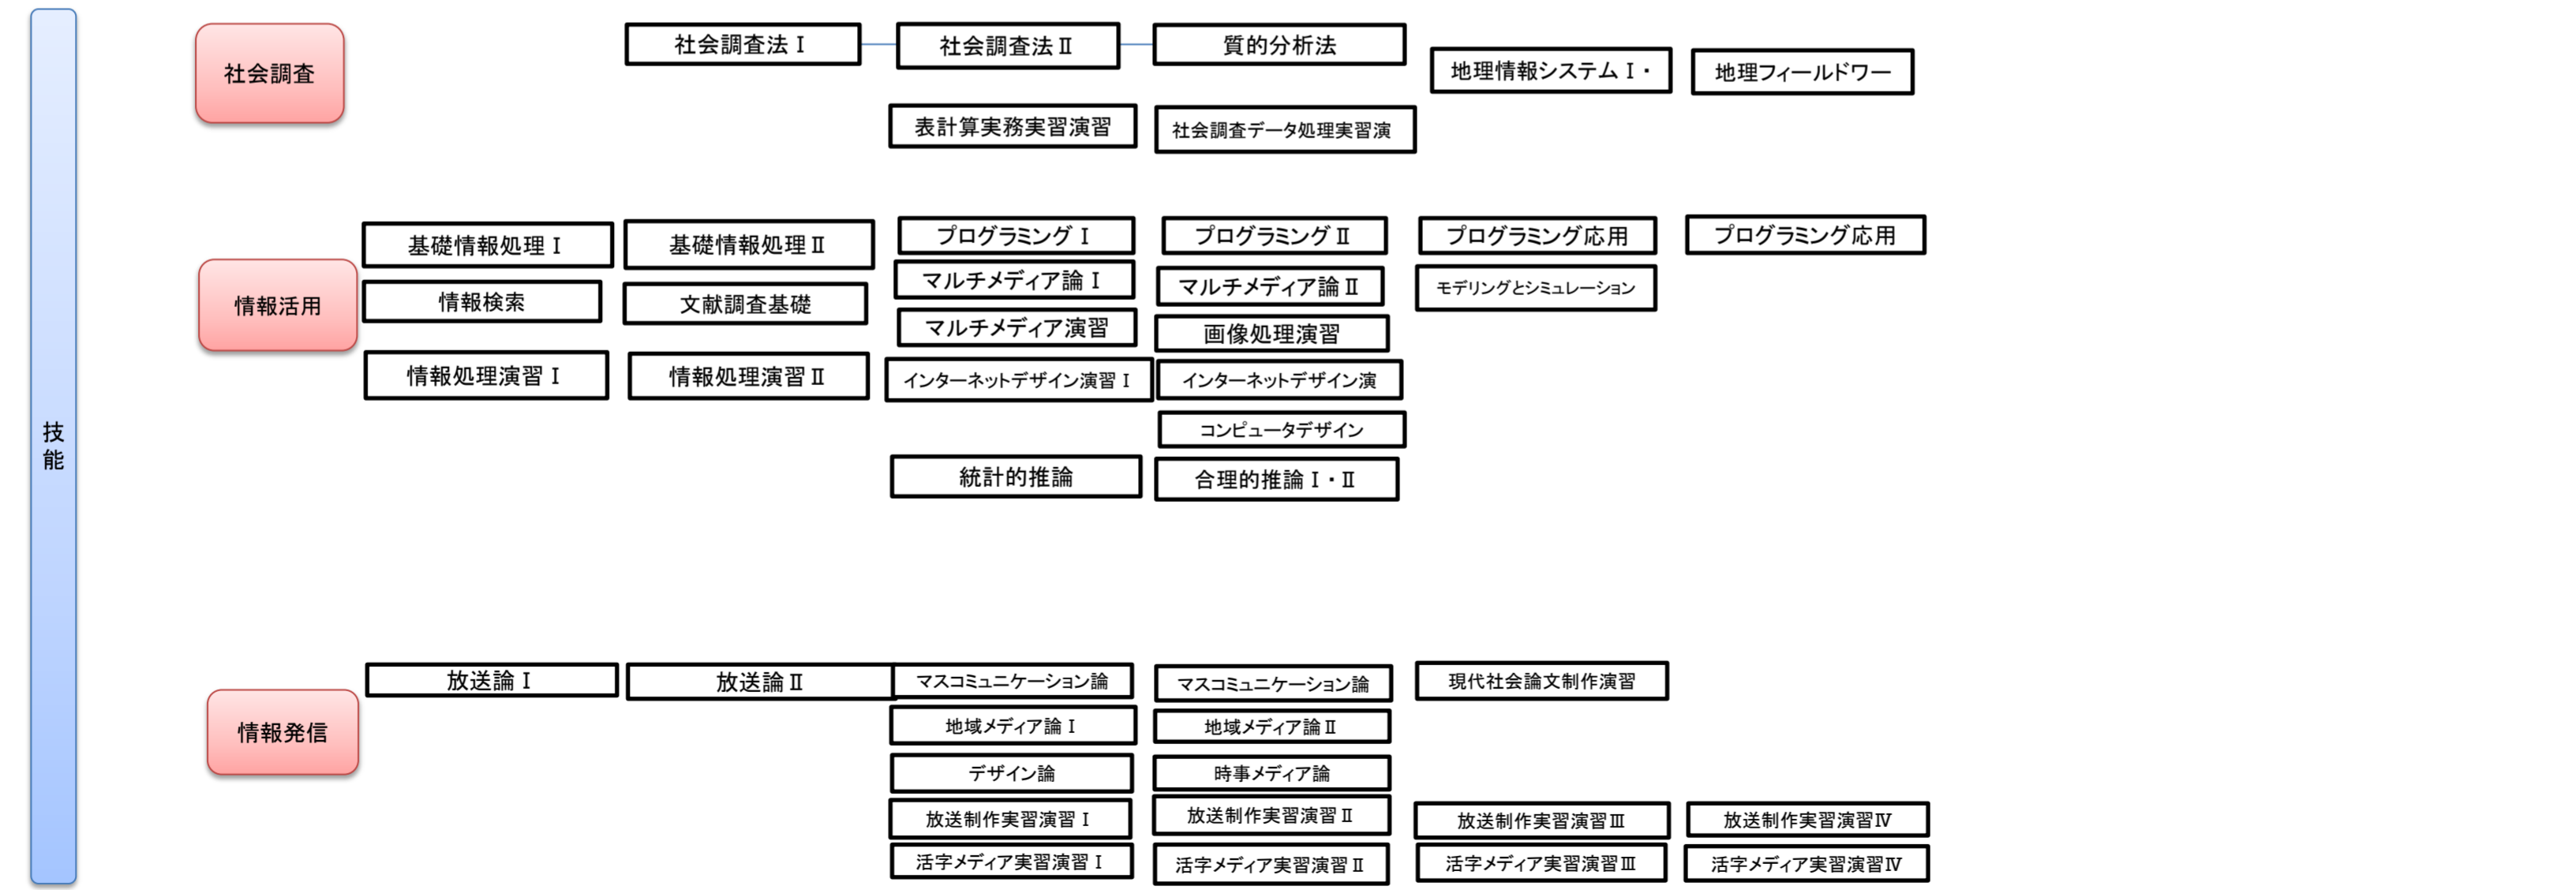 技能
社会調査
社会調査法Ⅰ
社会調査法Ⅱ
質的分析法
地理情報システムⅠ・
地理フィールドワー
表計算実務実習演習
社会調査データ処理実習演
情報活用
基礎情報処理Ⅰ
基礎情報処理Ⅱ
プログラミングⅠ
プログラミングⅡ
プログラミング応用
プログラミング応用
マルチメディア論Ⅰ
マルチメディア論Ⅱ
モデリングとシミュレーション
情報検索
文献調査基礎
マルチメディア演習
画像処理演習
情報処理演習Ⅰ
情報処理演習Ⅱ
インターネットデザイン演習Ⅰ
インターネットデザイン演
コンピュータデザイン
統計的推論
合理的推論Ⅰ・Ⅱ
情報発信
放送論Ⅰ
放送論Ⅱ
マスコミュニケーション論
マスコミュニケーション論
現代社会論文制作演習
地域メディア論Ⅰ
地域メディア論Ⅱ
デザイン論
時事メディア論
放送制作実習演習Ⅰ
放送制作実習演習Ⅱ
放送制作実習演習Ⅲ
放送制作実習演習Ⅳ
活字メディア実習演習Ⅰ
活字メディア実習演習Ⅱ
活字メディア実習演習Ⅲ
活字メディア実習演習Ⅳ